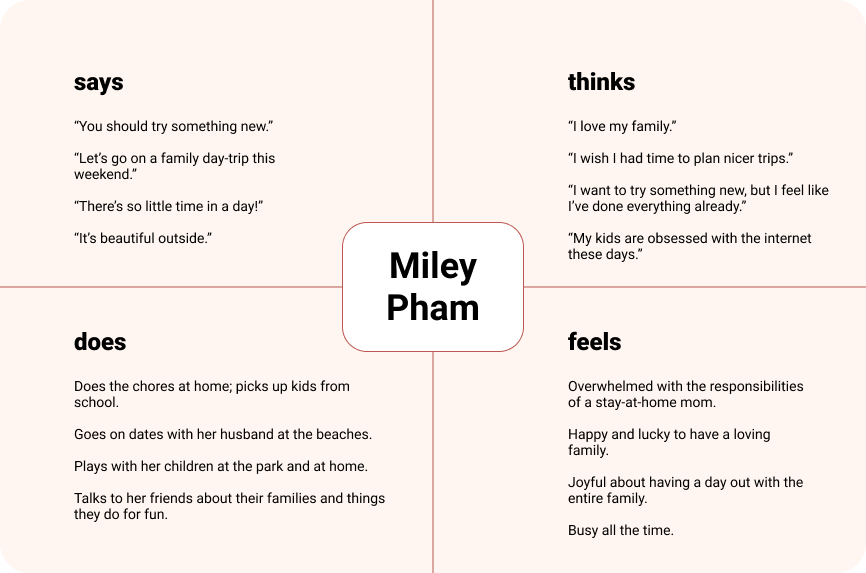 says
“You should try something new.”
“Let’s go on a family day-trip this
weekend.”
“There’s so little time in a day!”
“It’s beautiful outside.”
thinks
“I love my family.”
“I wish I had time to plan nicer trips.”
“I want to try something new, but I feel like
I’ve done everything already.”
“My kids are obsessed with the internet
these days.”
Miley
Pham
does
Does the chores at home; picks up kids from
school.
Goes on dates with her husband at the beaches.
Plays with her children at the park and at home.
Talks to her friends about their families and things
they do for fun.
feels
Overwhelmed with the responsibilities
of a stay-at-home mom.
Happy and lucky to have a loving
family.
Joyful about having a day out with the
entire family.
Busy all the time.